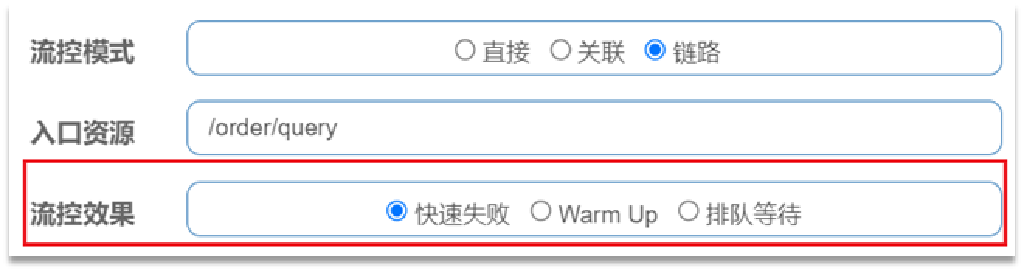 流控模式 直接 关联 链路
入口资源 /order/query
流控效果 快速失败 Warm Up 排队等待